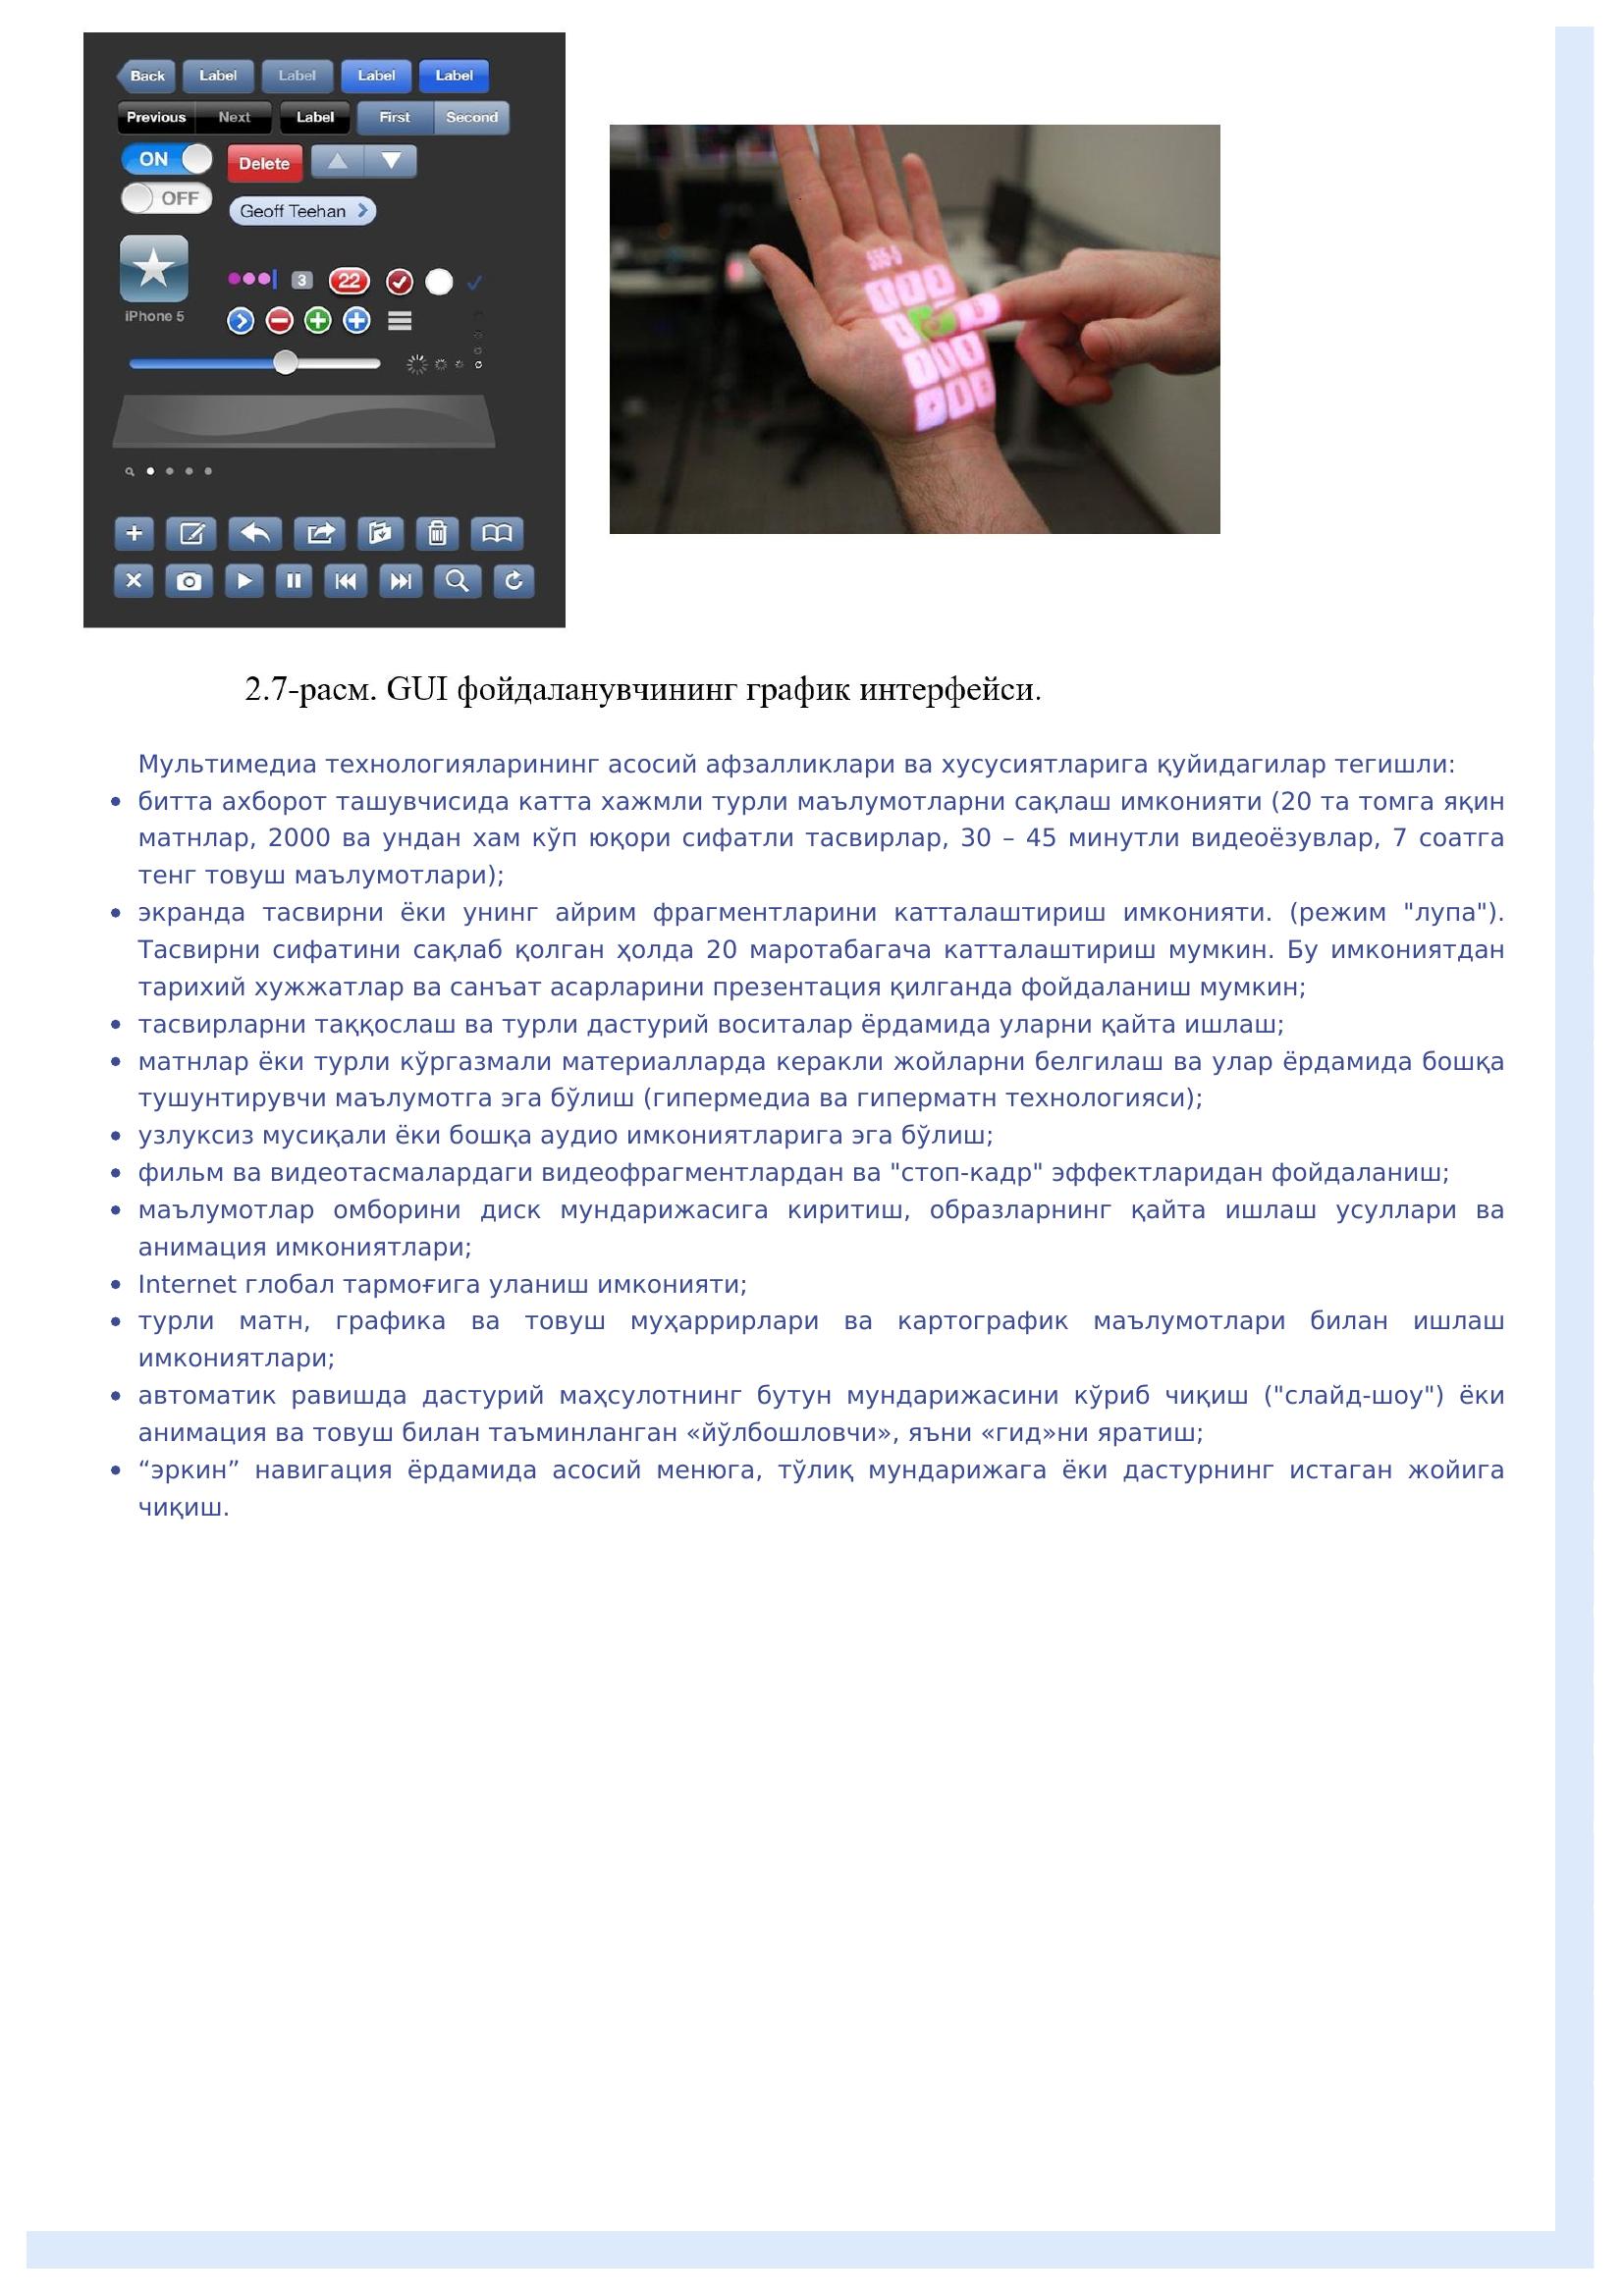 Back Label Label Label Label
Previous Next Label First Second
ON Delete
OFF
Geoff Teehan
3 22
iPhone 5
2.7-расм. GUI фойдаланувчининг график интерфейси.
Мультимедиа технологияларининг асосий афзалликлари ва хусусиятларига қуйидагилар тегишли:
• битта ахборот ташувчисида катта хажмли турли маълумотларни сақлаш имконияти (20 та томга яқин
матнлар, 2000 ва ундан хам кўп юқори сифатли тасвирлар, 30 – 45 минутли видеоёзувлар, 7 соатга
тенг товуш маълумотлари);
• экранда тасвирни ёки унинг айрим фрагментларини катталаштириш имконияти. (режим "лупа").
Тасвирни сифатини сақлаб қолган ҳолда 20 маротабагача катталаштириш мумкин. Бу имкониятдан
тарихий хужжатлар ва санъат асарларини презентация қилганда фойдаланиш мумкин;
• тасвирларни таққослаш ва турли дастурий воситалар ёрдамида уларни қайта ишлаш;
• матнлар ёки турли кўргазмали материалларда керакли жойларни белгилаш ва улар ёрдамида бошқа
тушунтирувчи маълумотга эга бўлиш (гипермедиа ва гиперматн технологияси);
• узлуксиз мусиқали ёки бошқа аудио имкониятларига эга бўлиш;
• фильм ва видеотасмалардаги видеофрагментлардан ва "стоп-кадр" эффектларидан фойдаланиш;
• маълумотлар омборини диск мундарижасига киритиш, образларнинг қайта ишлаш усуллари ва
анимация имкониятлари;
• Internet глобал тармоғига уланиш имконияти;
• турли матн, графика ва товуш муҳаррирлари ва картографик маълумотлари билан ишлаш
имкониятлари;
• автоматик равишда дастурий маҳсулотнинг бутун мундарижасини кўриб чиқиш ("слайд-шоу") ёки
анимация ва товуш билан таъминланган «йўлбошловчи», яъни «гид»ни яратиш;
• “эркин” навигация ёрдамида асосий менюга, тўлиқ мундарижага ёки дастурнинг истаган жойига
чиқиш.